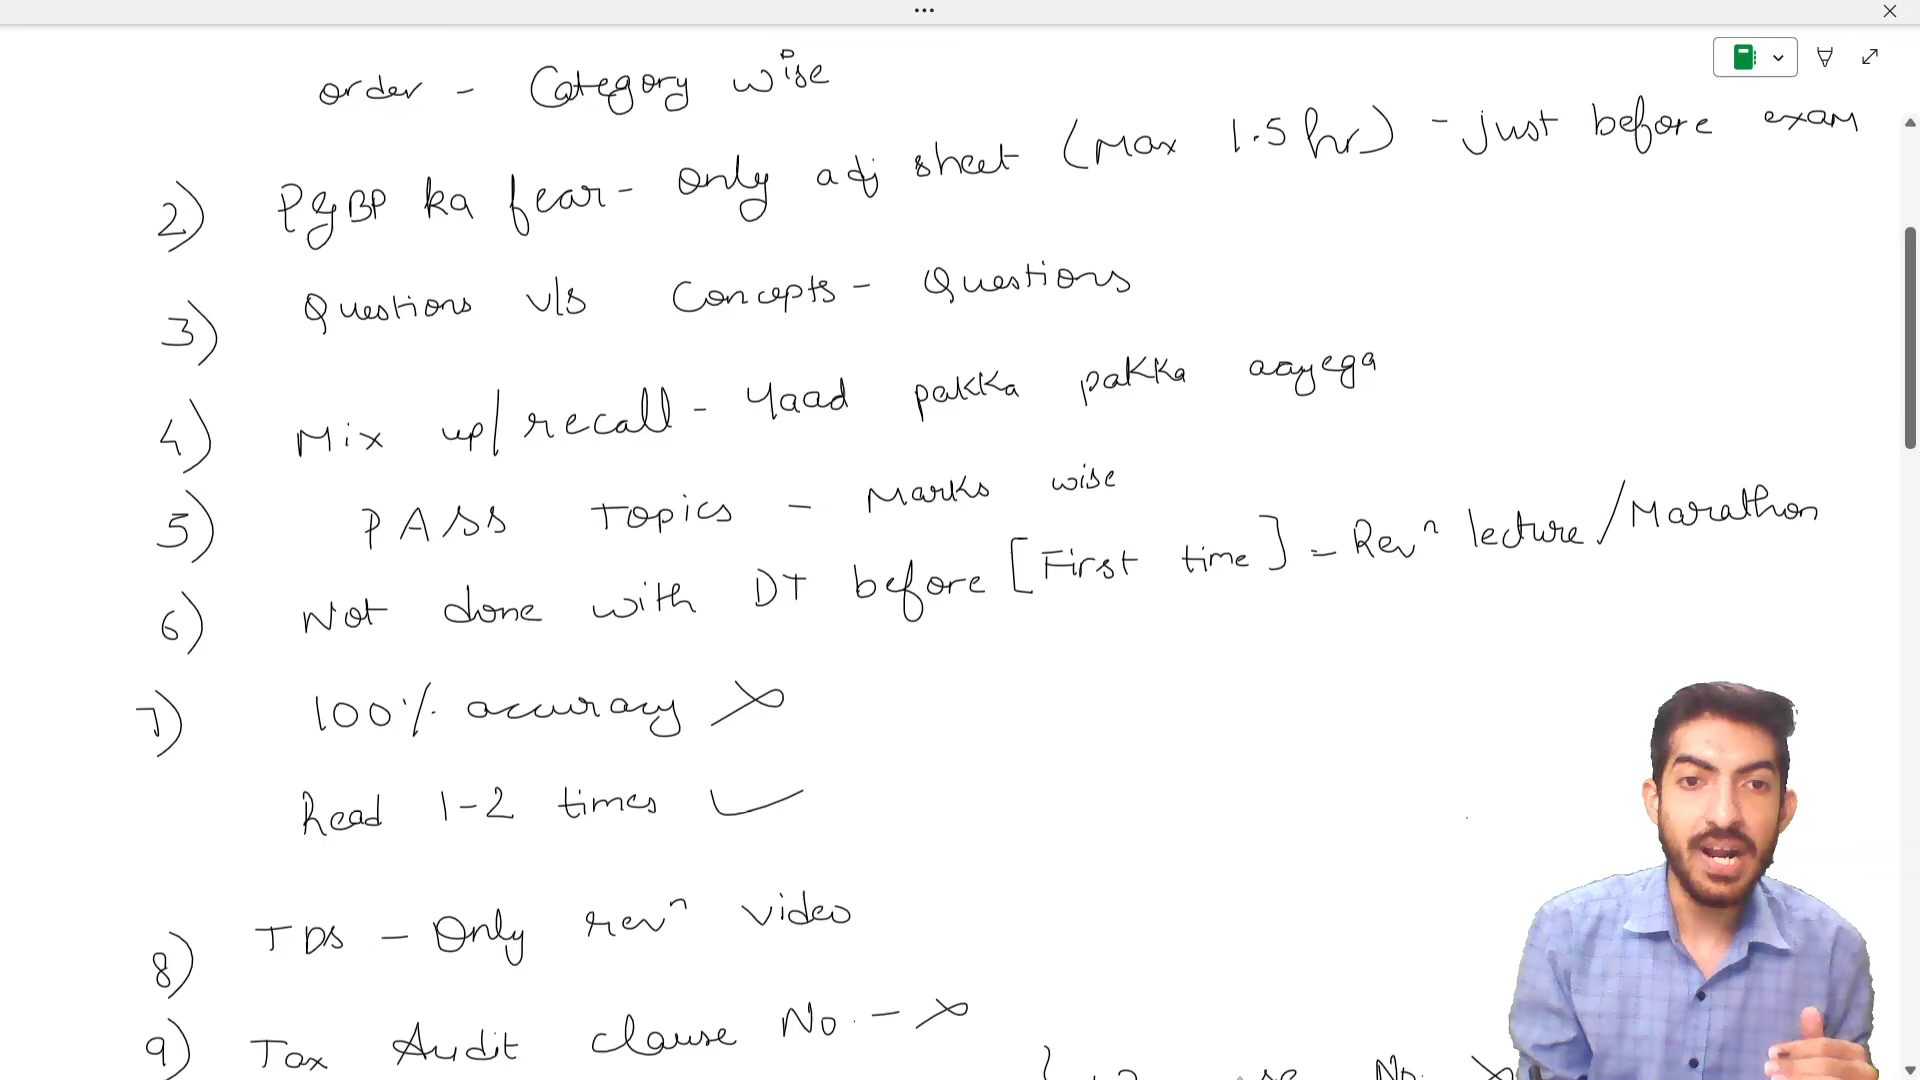 order - Category wise
2) PGBP ka fear - Only adj sheet (Max 1.5 hr) - Just before exam
3) Questions v/s Concepts - Questions
4) Mix up/recall - Yaad pakka pakka aayega
5) PASS Topics - Marks wise
6) Not done with DT before [First time] - Revⁿ lecture/Marathon
7) 100% accuracy ✗
Read 1-2 times ✓
8) TDS - Only revⁿ video
9) Tax Audit clause No. - ✗
No. ✗